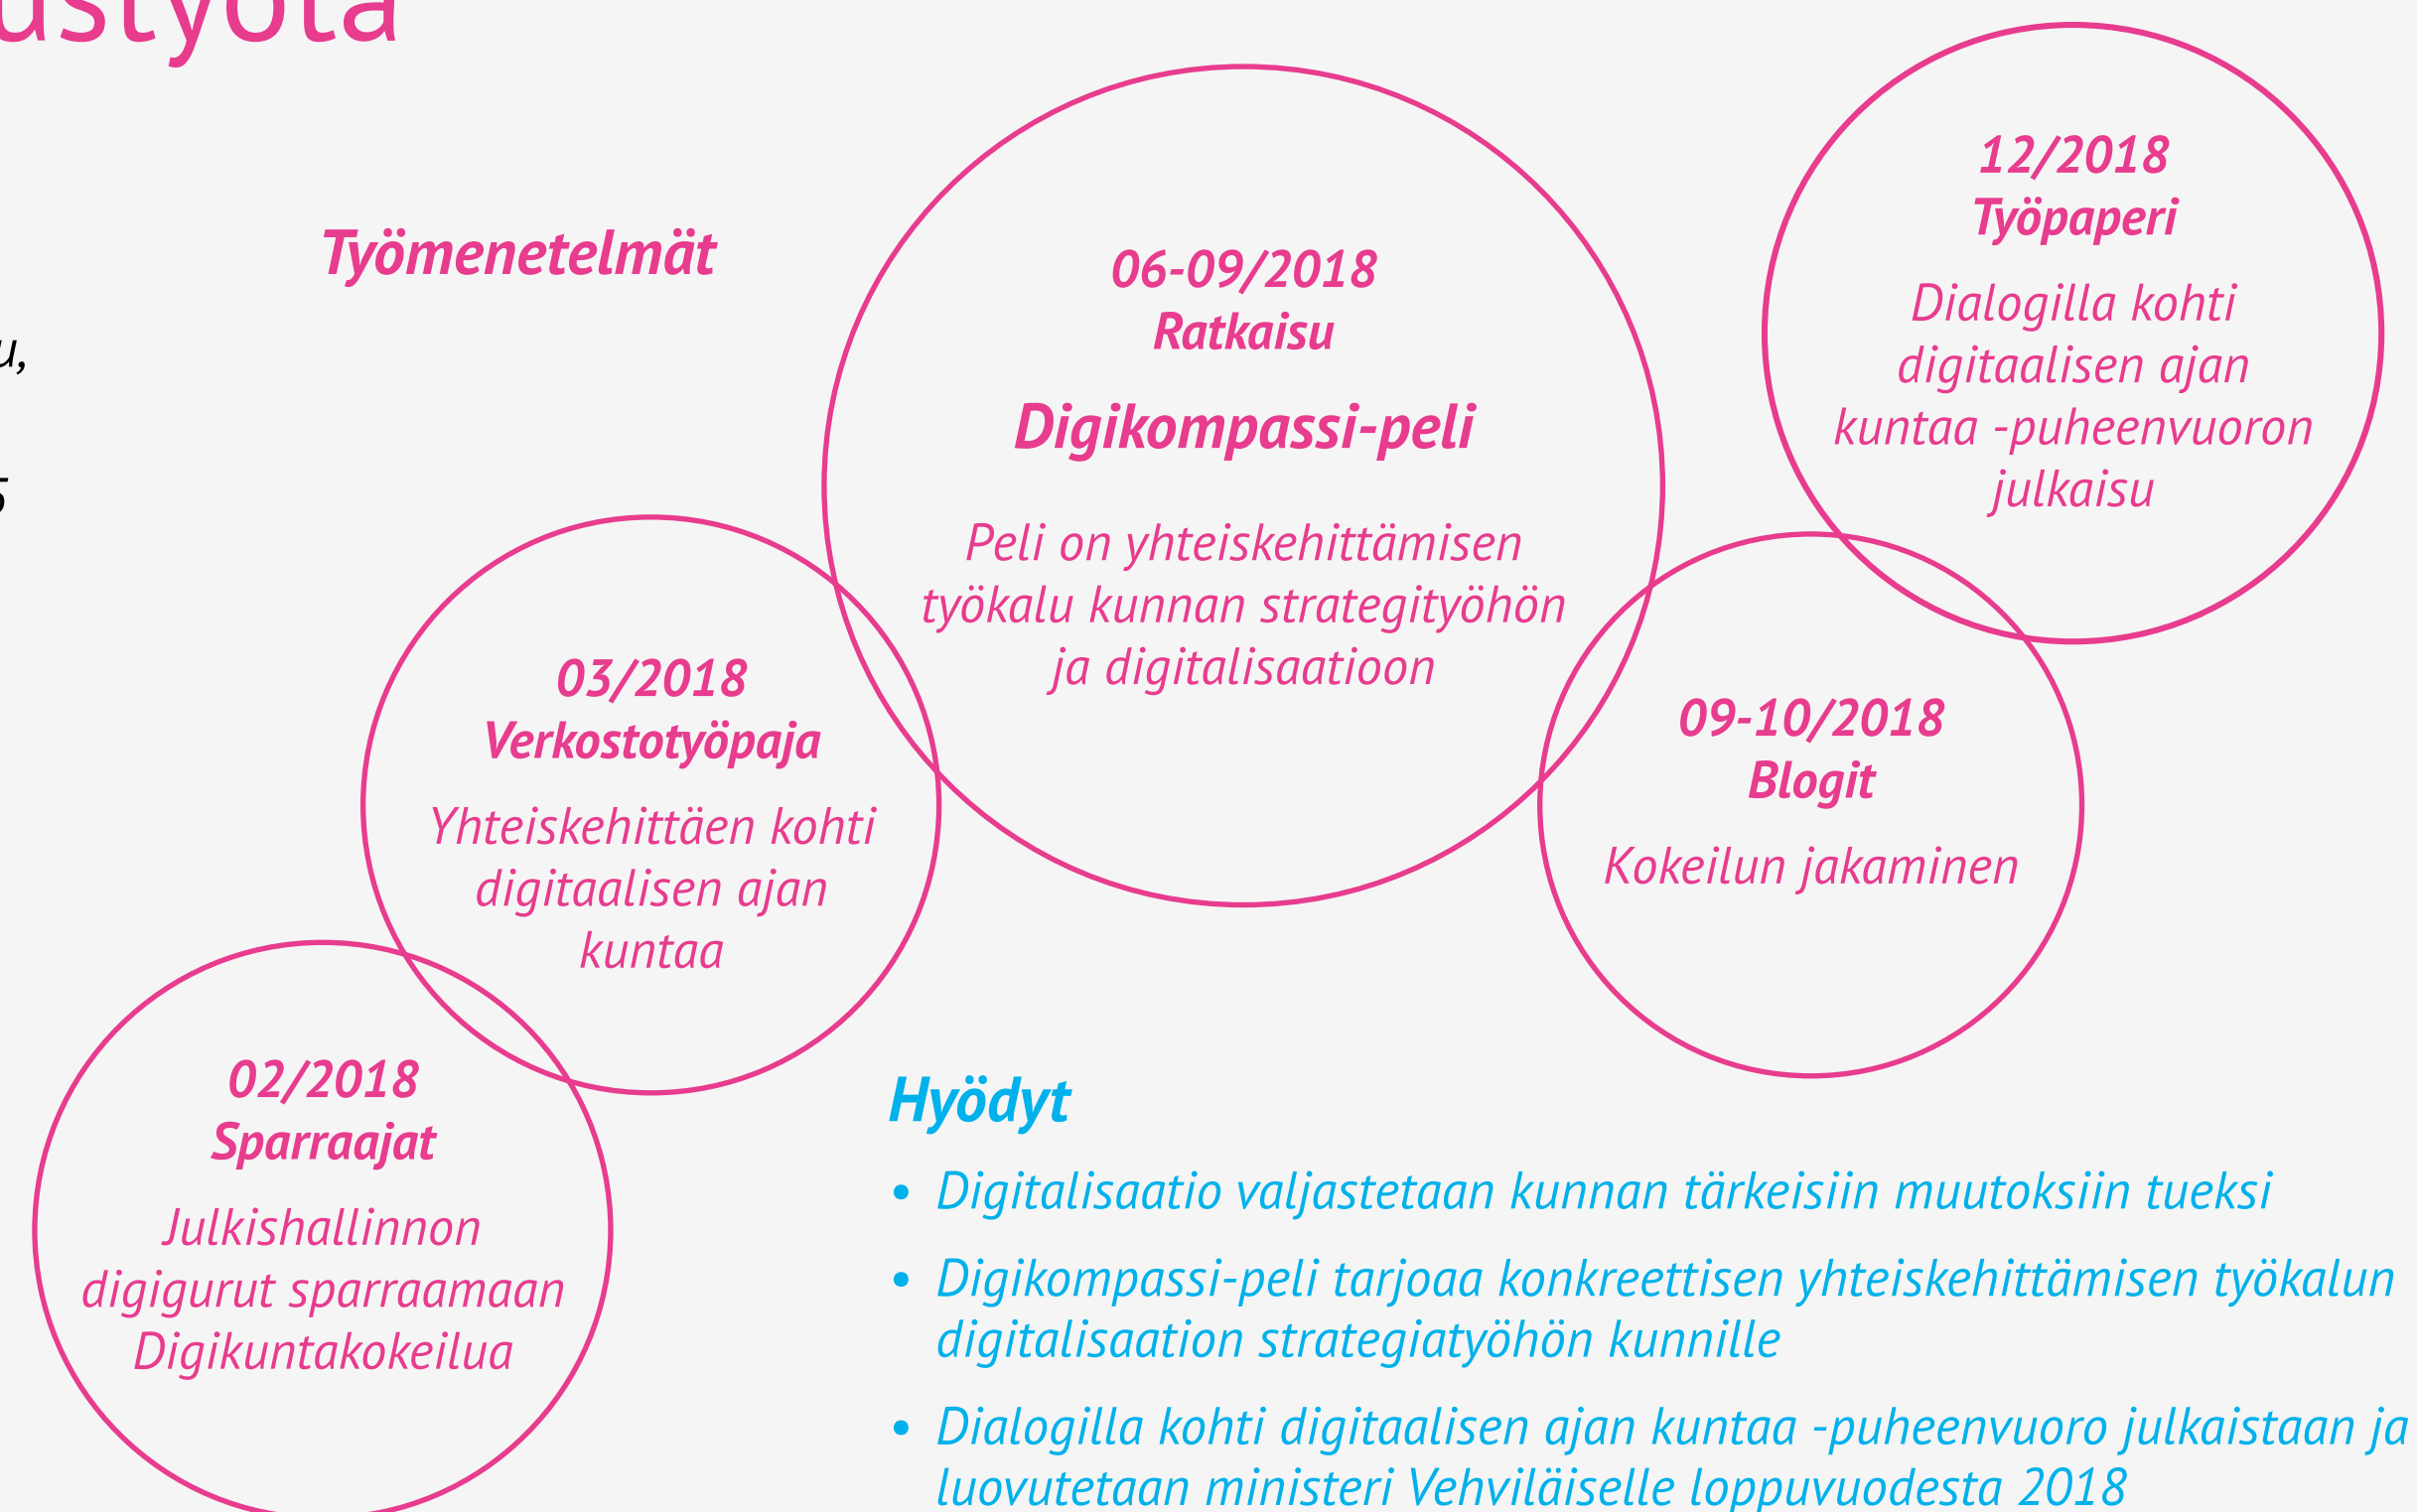 Työmenetelmät
02/2018
Sparraajat
Julkishallinnon
digigurut sparraamaan
Digikuntakokeilua
03/2018
Verkostotyöpaja
Yhteiskehittäen kohti
digitaalisen ajan
kuntaa
06-09/2018
Ratkaisu
Digikompassi-peli
Peli on yhteiskehittämisen
työkalu kunnan strategityöhön
ja digitalisaatioon
09-10/2018
Blogit
Kokeilun jakaminen
12/2018
Työpaperi
Dialogilla kohti
digitaalisen ajan
kuntaa -puheenvuoron
julkaisu
Hyödyt
• Digitalisaatio valjastetaan kunnan tärkeisiin muutoksiin tueksi
• Digikompassi-peli tarjoaa konkreettisen yhteiskehittämisen työkalun
digitalisaation strategiatyöhön kunnille
• Dialogilla kohti digitaalisen ajan kuntaa -puheenvuoro julkaistaan ja
luovutetaan ministeri Vehviläiselle loppuvuodesta 2018